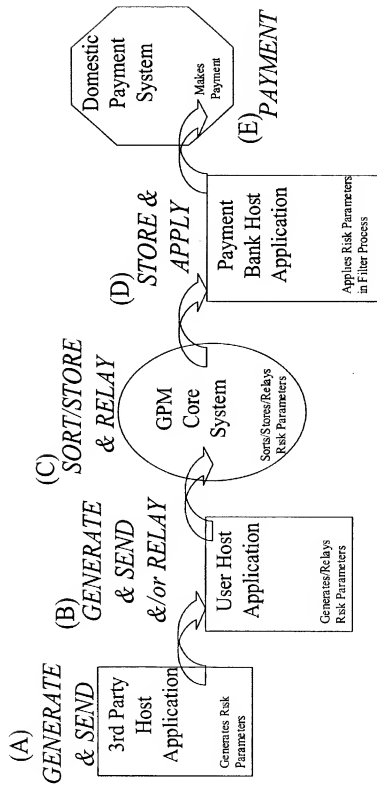 (A)
GENERATE
& SEND
3rd Party
Host
Application
Generates Risk
Parameters
(B)
GENERATE
& SEND
&/or RELAY
User Host
Application
Generates/Relays
Risk Parameters
(C)
SORT/STORE
& RELAY
GPM
Core
System
Sorts/Stores/Relays
Risk Parameters
(D)
STORE &
APPLY
Payment
Bank Host
Application
Applies Risk Parameters
in Filter Process
Domestic
Payment
System
Makes
Payment
(E)
PAYMENT